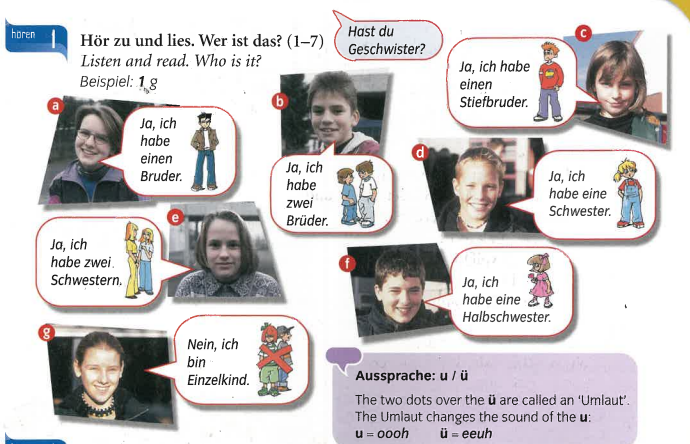 hören 1
Hör zu und lies. Wer ist das? (1–7)
Listen and read. Who is it?
Beispiel: 1 g
Hast du
Geschwister?
a
Ja, ich
habe
einen
Bruder.
b
Ja, ich
habe
zwei
Brüder.
c
Ja, ich habe
einen
Stiefbruder.
d
Ja, ich
habe eine
Schwester.
e
Ja, ich
habe zwei
Schwestern.
f
Ja, ich
habe eine
Halbschwester.
g
Nein, ich
bin
Einzelkind.
Aussprache: u / ü
The two dots over the ü are called an ‘Umlaut’.
The Umlaut changes the sound of the u:
u = oooh ü = eeuh